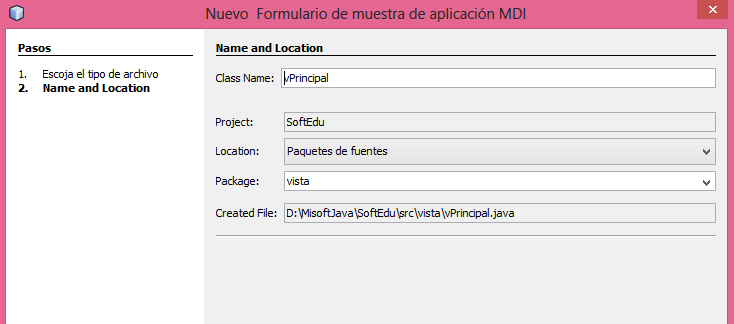 Nuevo  Formulario de muestra de aplicación MDI
Pasos
1. Escoja el tipo de archivo
2. Name and Location
Name and Location
Class Name: vPrincipal
Project: SoftEdu
Location: Paquetes de fuentes
Package: vista
Created File: D:\MisoftJava\SoftEdu\src\vista\vPrincipal.java